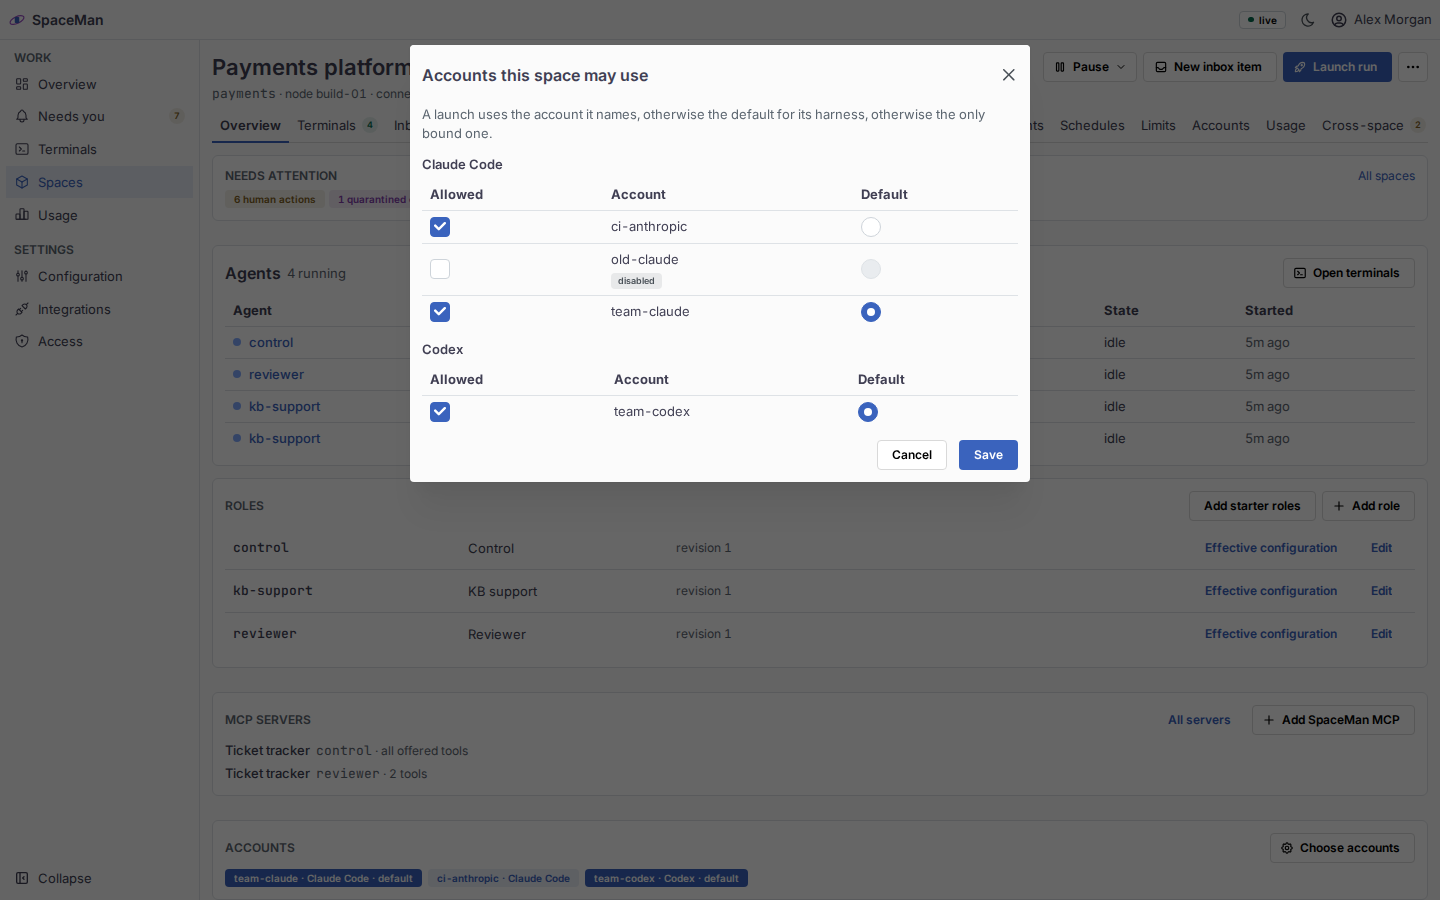 SpaceMan
live
Alex Morgan
WORK
Overview
Needs you 7
Terminals
Spaces
Usage
SETTINGS
Configuration
Integrations
Access
Collapse
Payments platform
Pause
New inbox item
Launch run
payments · node build-01 ·
Overview
Terminals 4
Schedules
Limits
Accounts
Usage
Cross-space 2
NEEDS ATTENTION
All spaces
6 human actions
1 quarantined
Agents 4 running
Open terminals
Agent
State
Started
control
idle
5m ago
reviewer
idle
5m ago
kb-support
idle
5m ago
kb-support
idle
5m ago
ROLES
Add starter roles
Add role
control
Control
revision 1
Effective configuration
Edit
kb-support
KB support
revision 1
Effective configuration
Edit
reviewer
Reviewer
revision 1
Effective configuration
Edit
MCP SERVERS
All servers
Add SpaceMan MCP
Ticket tracker control · all offered tools
Ticket tracker reviewer · 2 tools
ACCOUNTS
Choose accounts
team-claude · Claude Code · default
ci-anthropic · Claude Code
team-codex · Codex · default
Accounts this space may use
A launch uses the account it names, otherwise the default for its harness, otherwise the only
bound one.
Claude Code
Allowed
Account
Default
ci-anthropic
old-claude
disabled
team-claude
Codex
Allowed
Account
Default
team-codex
Cancel
Save